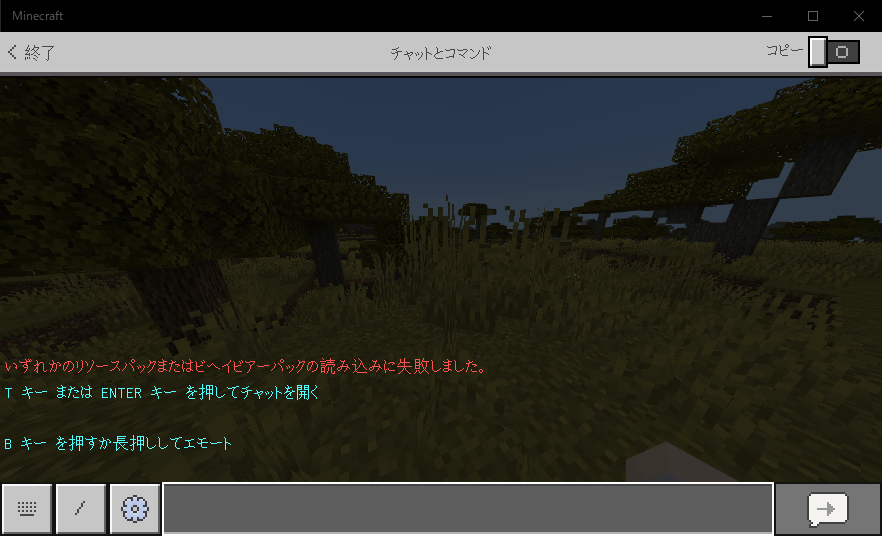 Minecraft
終了
チャットとコマンド
コピー
いずれかのリソースパックまたはビヘイビアーパックの読み込みに失敗しました。
T キー または ENTER キー を押してチャットを開く
B キー を押すか長押ししてエモート
/